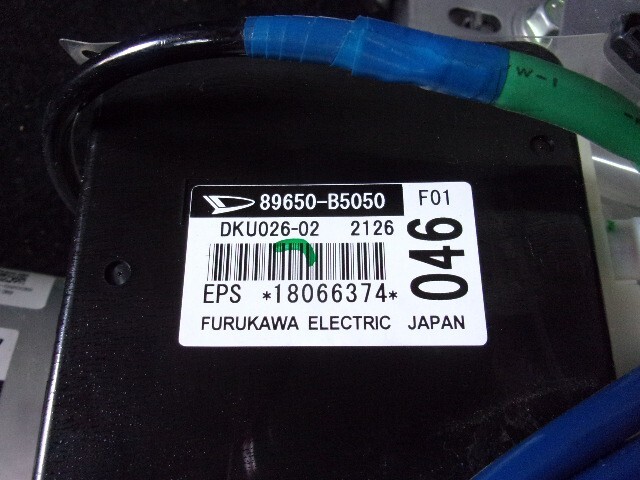 W-1
89650-B5050 F01
DKU026-02 2126
046
EPS *18066374*
FURUKAWA ELECTRIC JAPAN